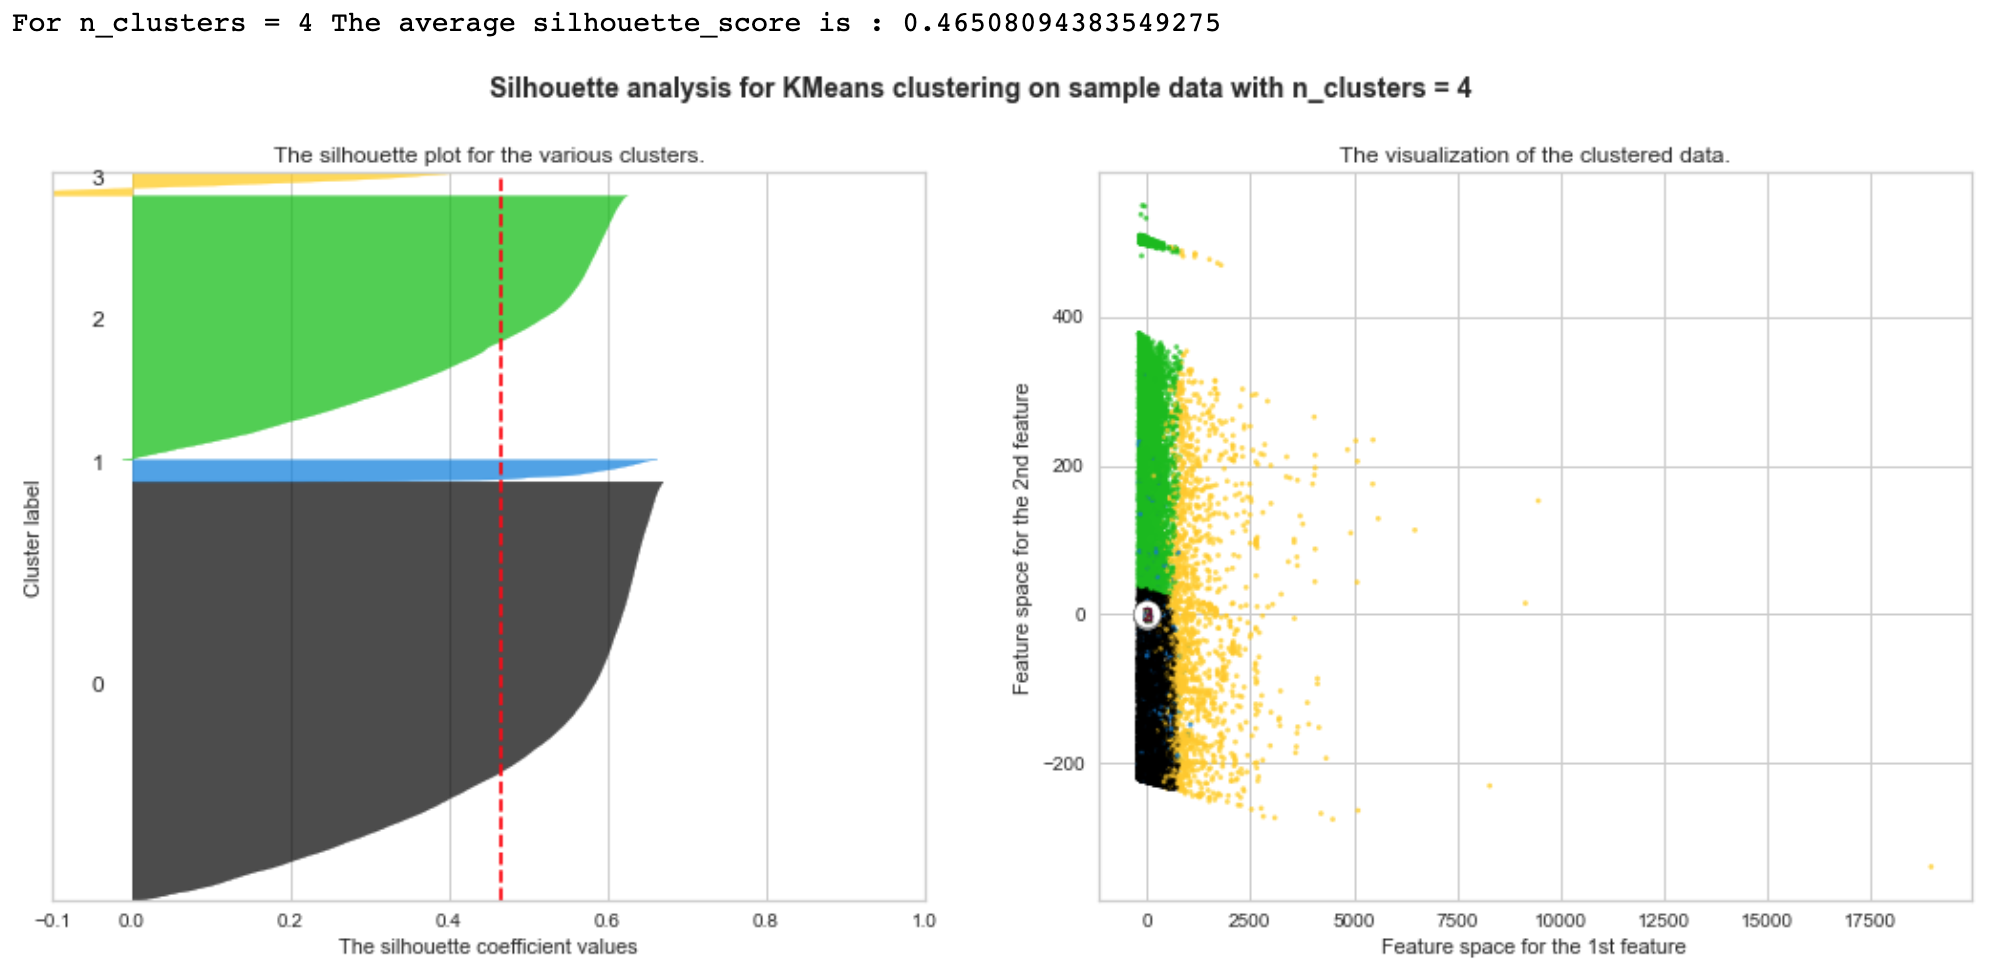 For n_clusters = 4 The average silhouette_score is : 0.46508094383549275
Silhouette analysis for KMeans clustering on sample data with n_clusters = 4
The silhouette plot for the various clusters.
3
2
1
0
Cluster label
−0.1 0.0 0.2 0.4 0.6 0.8 1.0
The silhouette coefficient values
The visualization of the clustered data.
400
200
0
−200
Feature space for the 2nd feature
0 2500 5000 7500 10000 12500 15000 17500
Feature space for the 1st feature